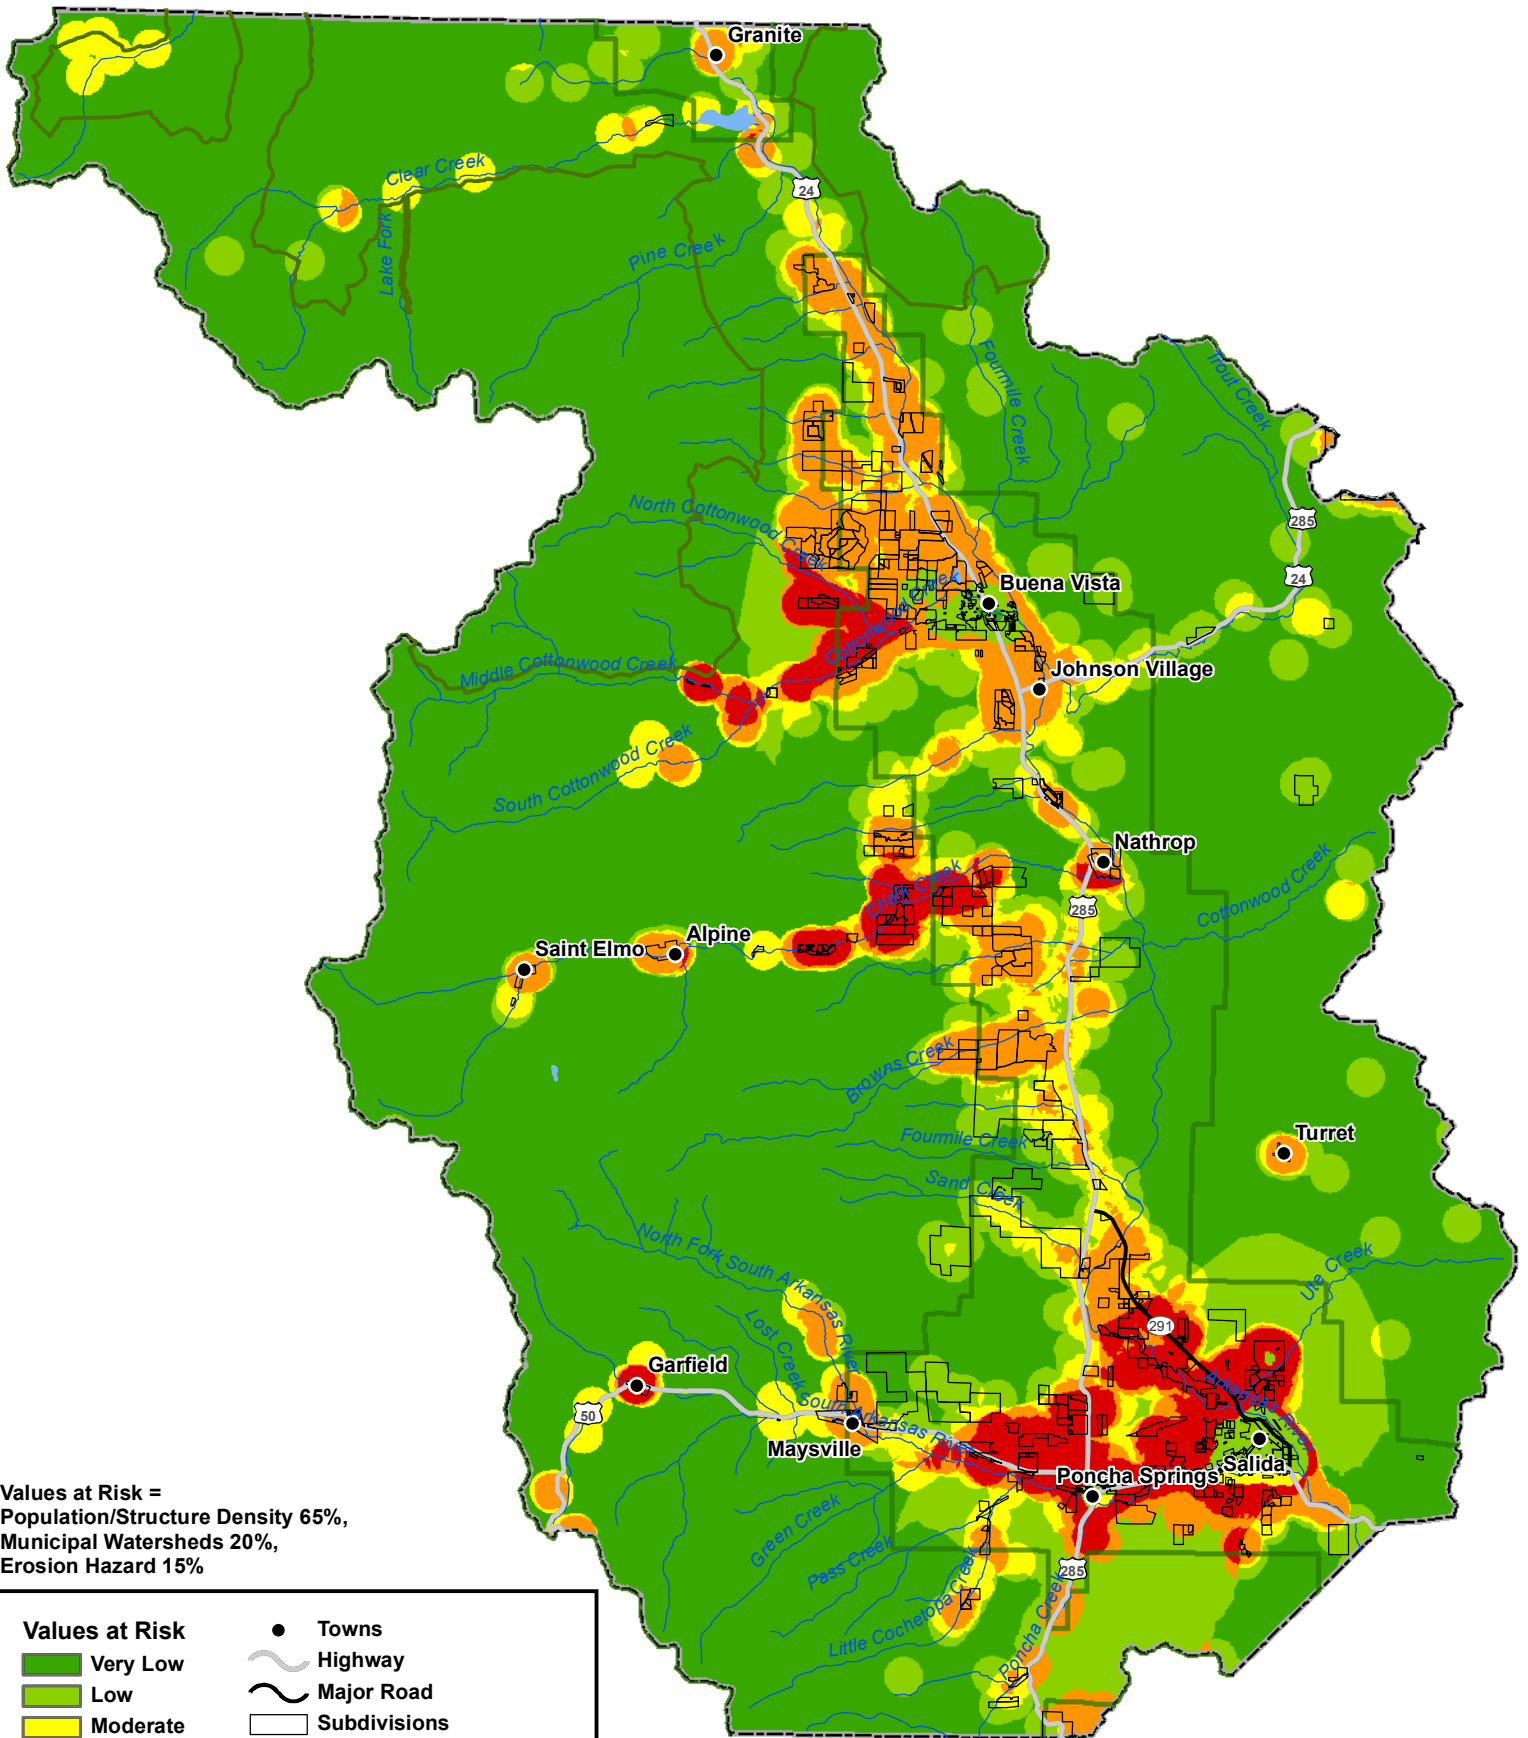 Granite
Clear Creek
24
Lake Fork
Pine Creek
Fourmile Creek
Trout Creek
285
North Cottonwood Creek
24
Buena Vista
Cottonwood Creek
Johnson Village
Middle Cottonwood Creek
South Cottonwood Creek
Nathrop
Chalk Creek
Cottonwood Creek
285
Alpine
Saint Elmo
Browns Creek
Turret
Fourmile Creek
Sand Creek
North Fork South Arkansas River
Ute Creek
Lost Creek
291
Garfield
50
Arkansas River
South Arkansas River
Maysville
Salida
Poncha Springs
Green Creek
Pass Creek
285
Little Cochetopa Creek
Poncha Creek
Values at Risk =
Population/Structure Density 65%,
Municipal Watersheds 20%,
Erosion Hazard 15%
Values at Risk
Very Low
Low
Moderate
Towns
Highway
Major Road
Subdivisions